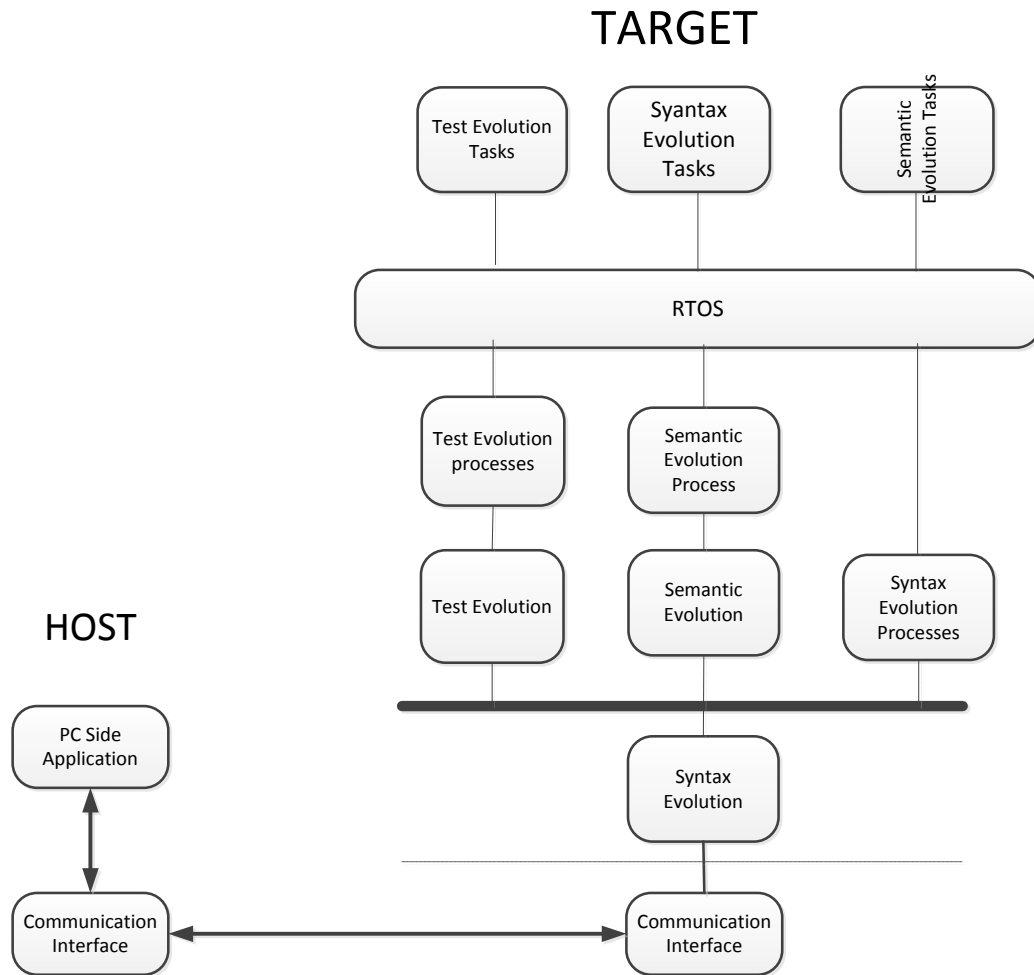 TARGET
Test Evolution
Tasks
Syantax
Evolution
Tasks
Semantic
Evolution Tasks
RTOS
Test Evolution
processes
Semantic
Evolution
Process
Test Evolution
Semantic
Evolution
Syntax
Evolution
Processes
HOST
PC Side
Application
Syntax
Evolution
Communication
Interface
Communication
Interface